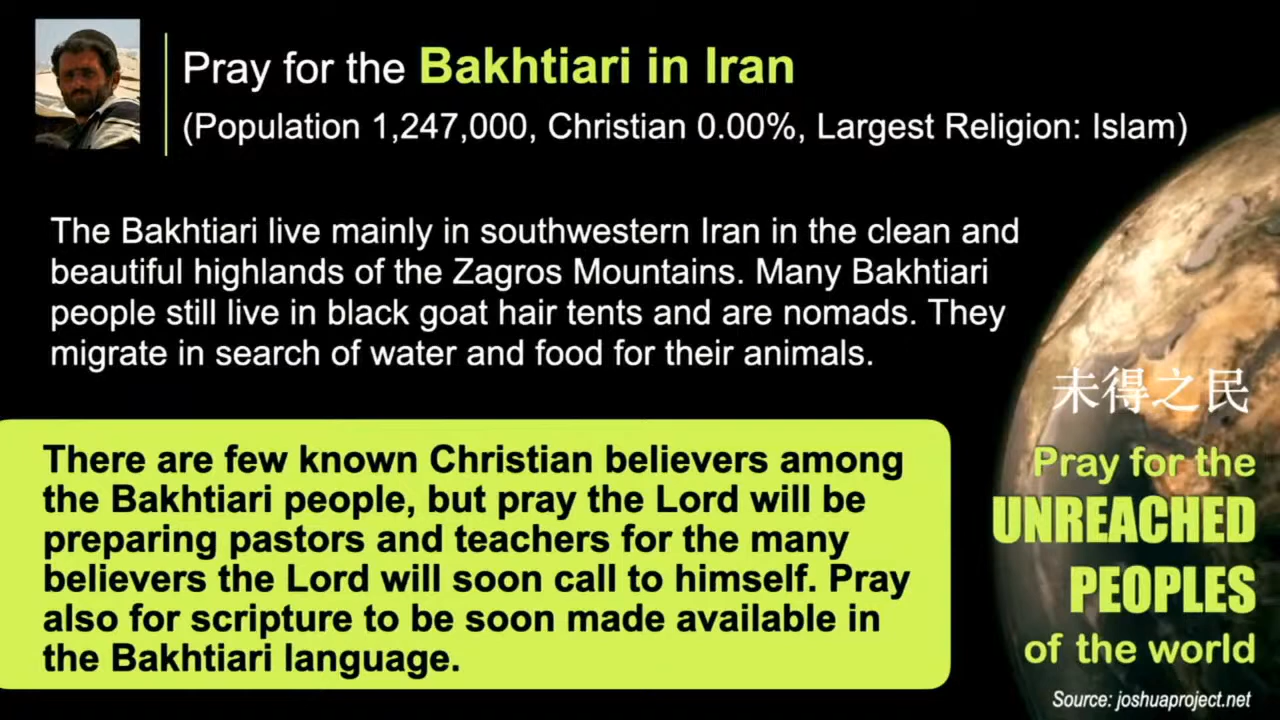 Pray for the Bakhtiari in Iran
(Population 1,247,000, Christian 0.00%, Largest Religion: Islam)
The Bakhtiari live mainly in southwestern Iran in the clean and
beautiful highlands of the Zagros Mountains. Many Bakhtiari
people still live in black goat hair tents and are nomads. They
migrate in search of water and food for their animals.
There are few known Christian believers among
the Bakhtiari people, but pray the Lord will be
preparing pastors and teachers for the many
believers the Lord will soon call to himself. Pray
also for scripture to be soon made available in
the Bakhtiari language.
未得之民
Pray for the
UNREACHED
PEOPLES
of the world
Source: joshuaproject.net